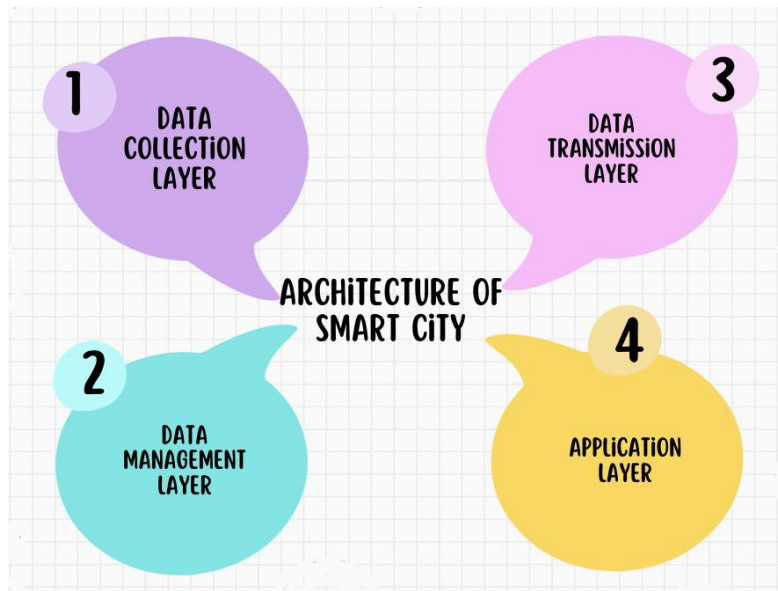 1
DATA
COLLECTION
LAYER
3
DATA
TRANSMISSION
LAYER
ARCHITECTURE OF
SMART CITY
2
DATA
MANAGEMENT
LAYER
4
APPLICATION
LAYER